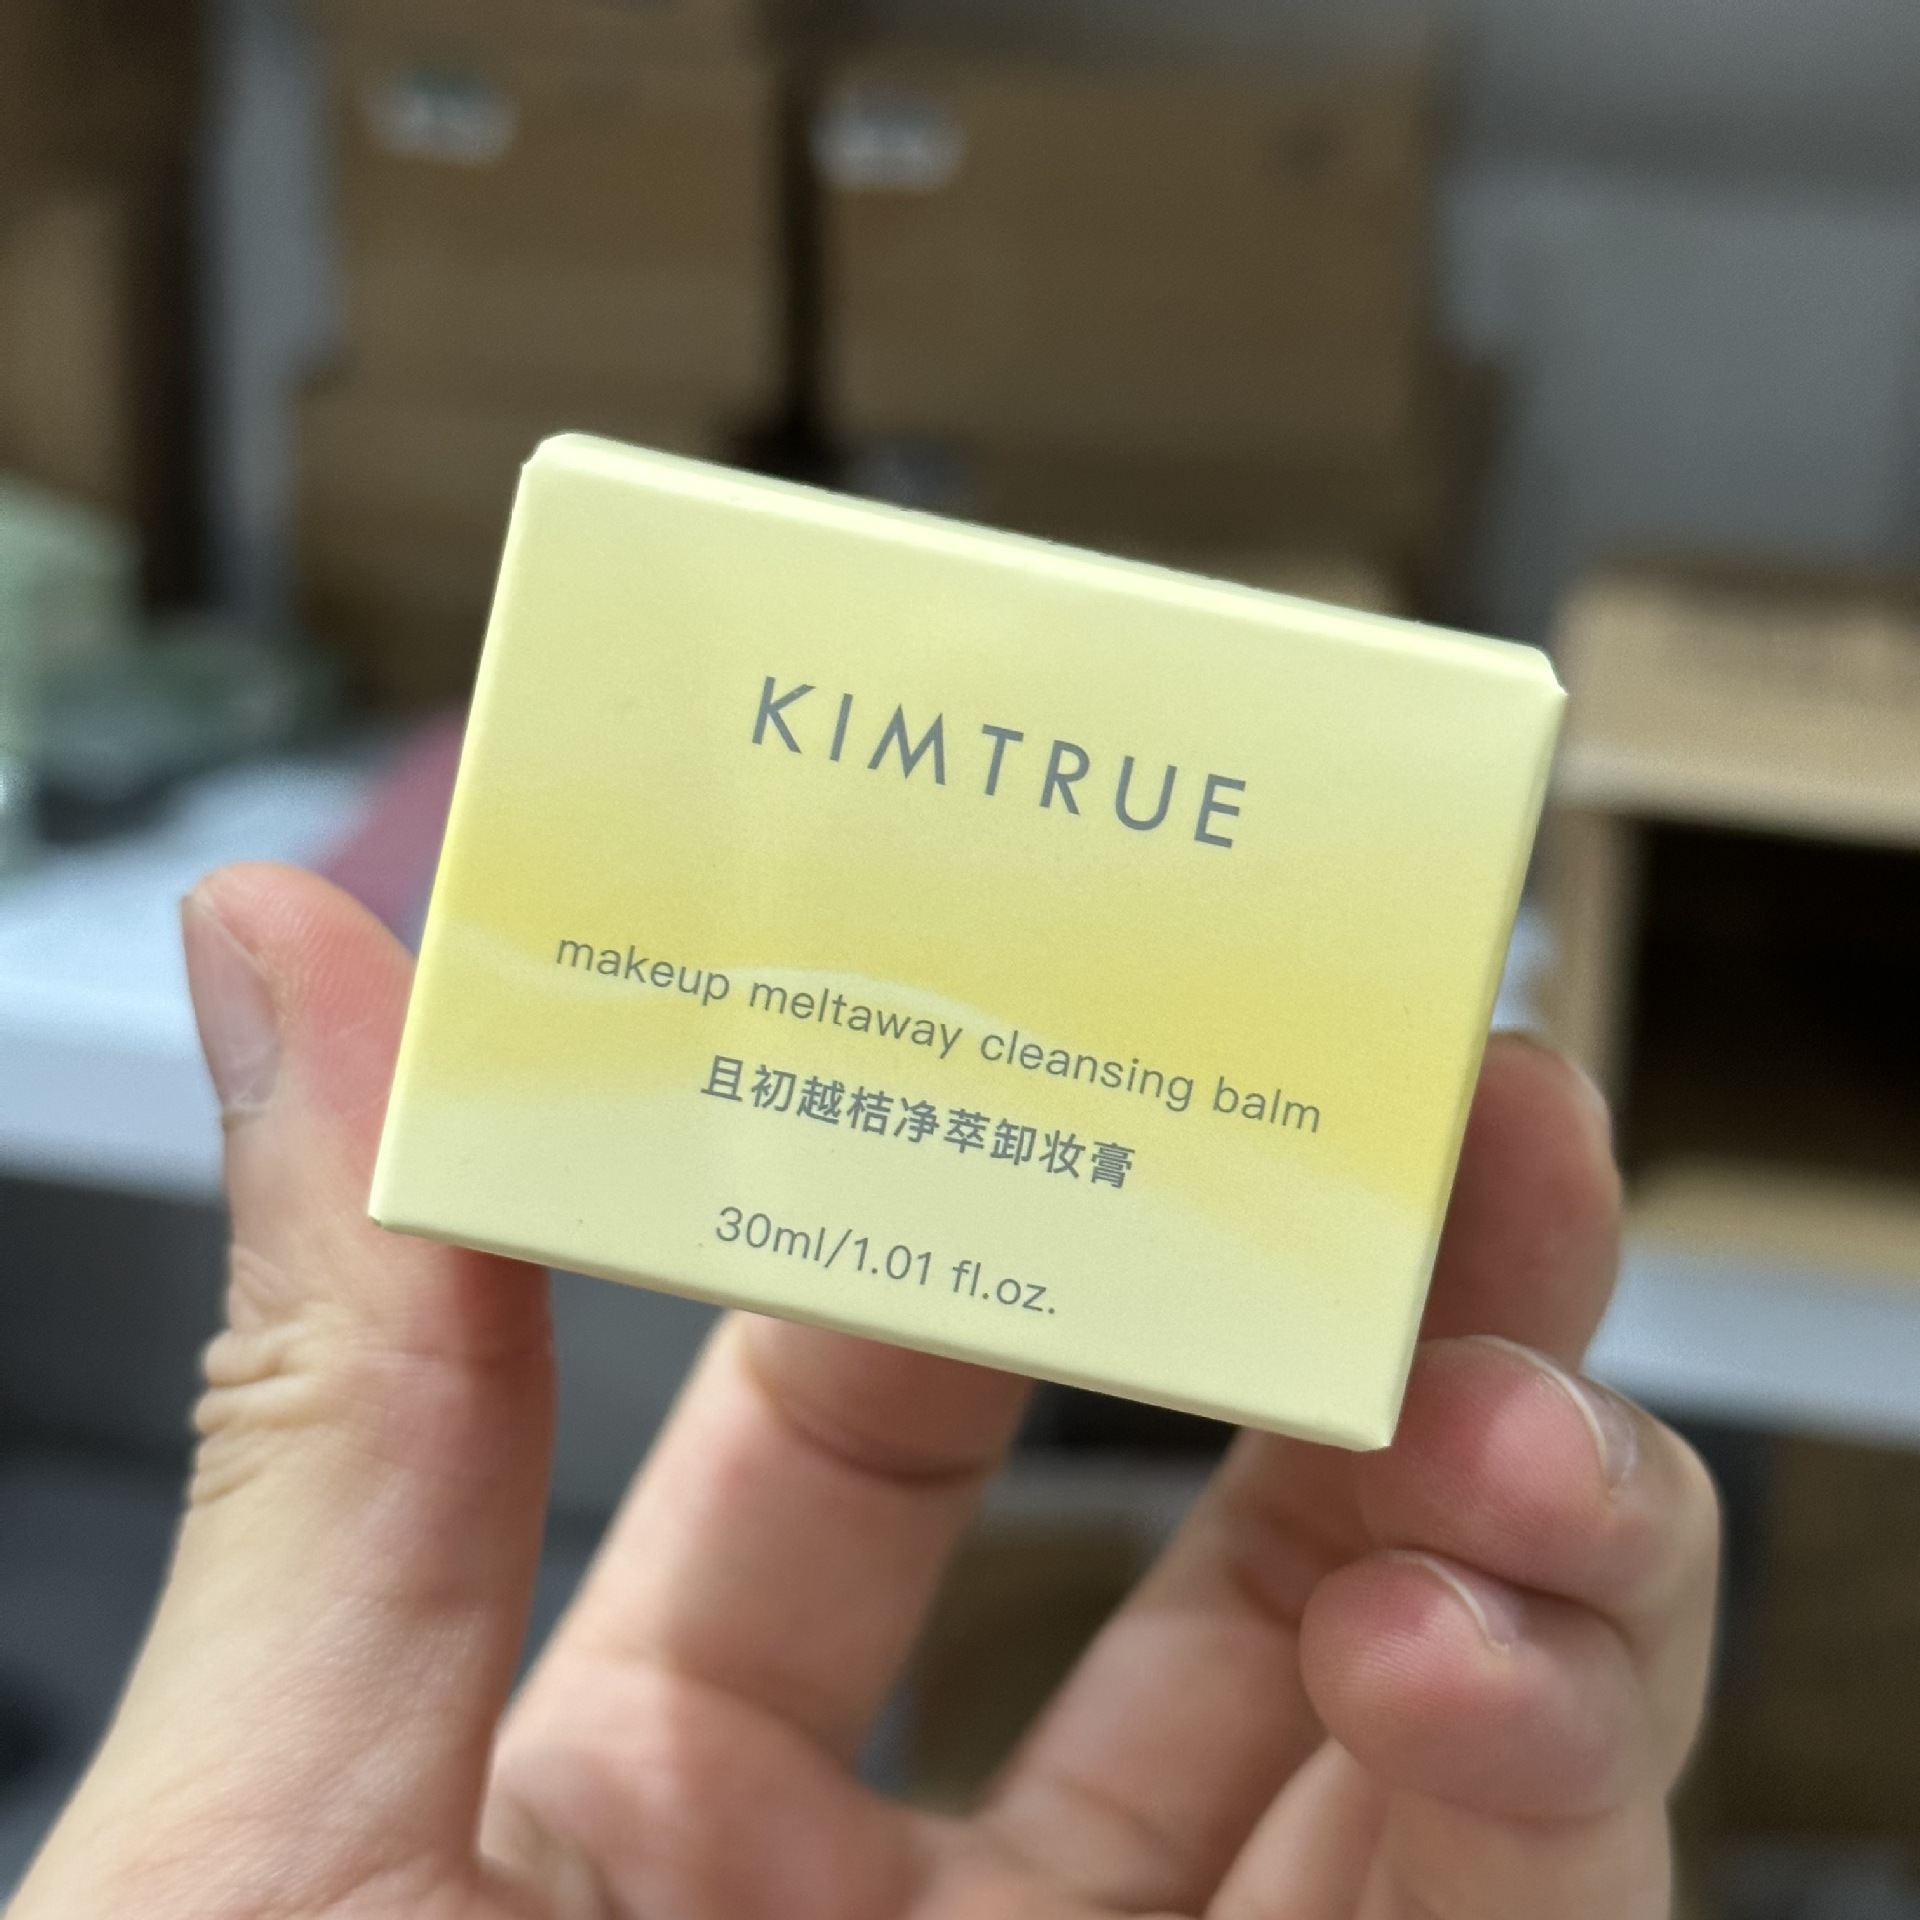 KIMTRUE
makeup meltaway cleansing balm
且初越桔净萃卸妆膏
30ml/1.01 fl.oz.